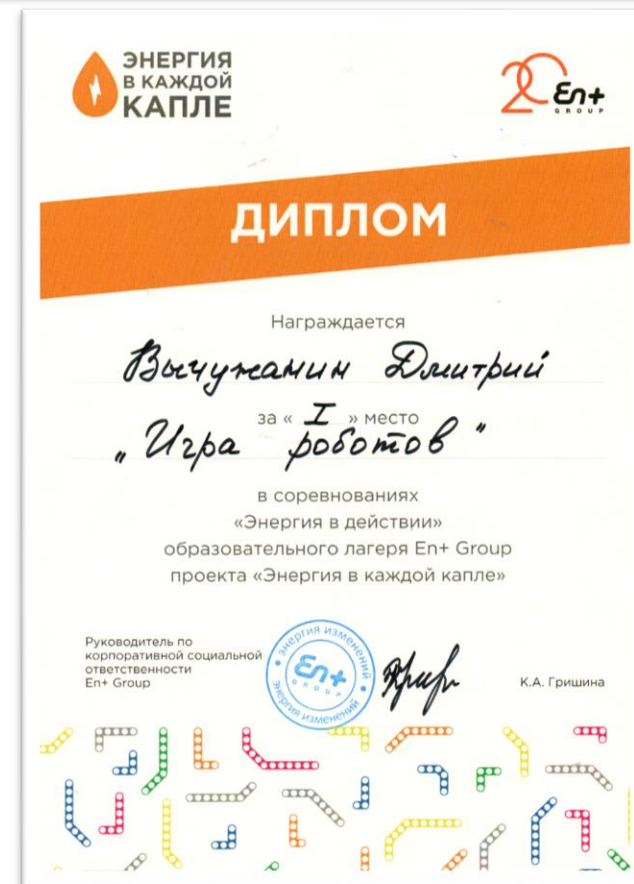 ЭНЕРГИЯ
В КАЖДОЙ
КАПЛЕ
20 En+
GROUP
ДИПЛОМ
Награждается
Вычужанин Дмитрий
за « I » место
„Игра роботов"
в соревнованиях
«Энергия в действии»
образовательного лагеря En+ Group
проекта «Энергия в каждой капле»
Руководитель по
корпоративной социальной
ответственности
En+ Group
энергия изменений
En+
GROUP
энергия изменений
К.А. Гришина